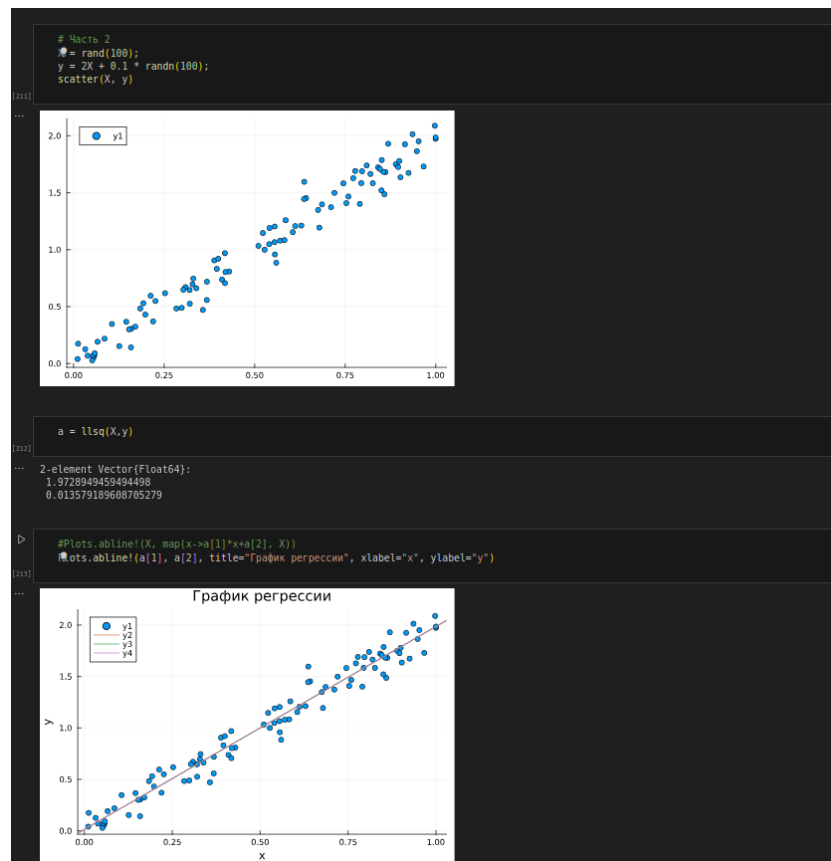 # Часть 2
= rand(100);
y = 2X + 0.1 * randn(100);
scatter(X, y)
[211]
...
y1
2.0
1.5
1.0
0.5
0.0
0.00 0.25 0.50 0.75 1.00
a = llsq(X,y)
[212]
... 2-element Vector{Float64}:
1.9728949459494498
0.013579189608705279
#Plots.abline!(X, map(x->a[1]*x+a[2], X))
Plots.abline!(a[1], a[2], title="График регрессии", xlabel="x", ylabel="y")
[213]
...
График регрессии
y1
y2
y3
y4
2.0
1.5
y
1.0
0.5
0.0
0.00 0.25 0.50 0.75 1.00
x